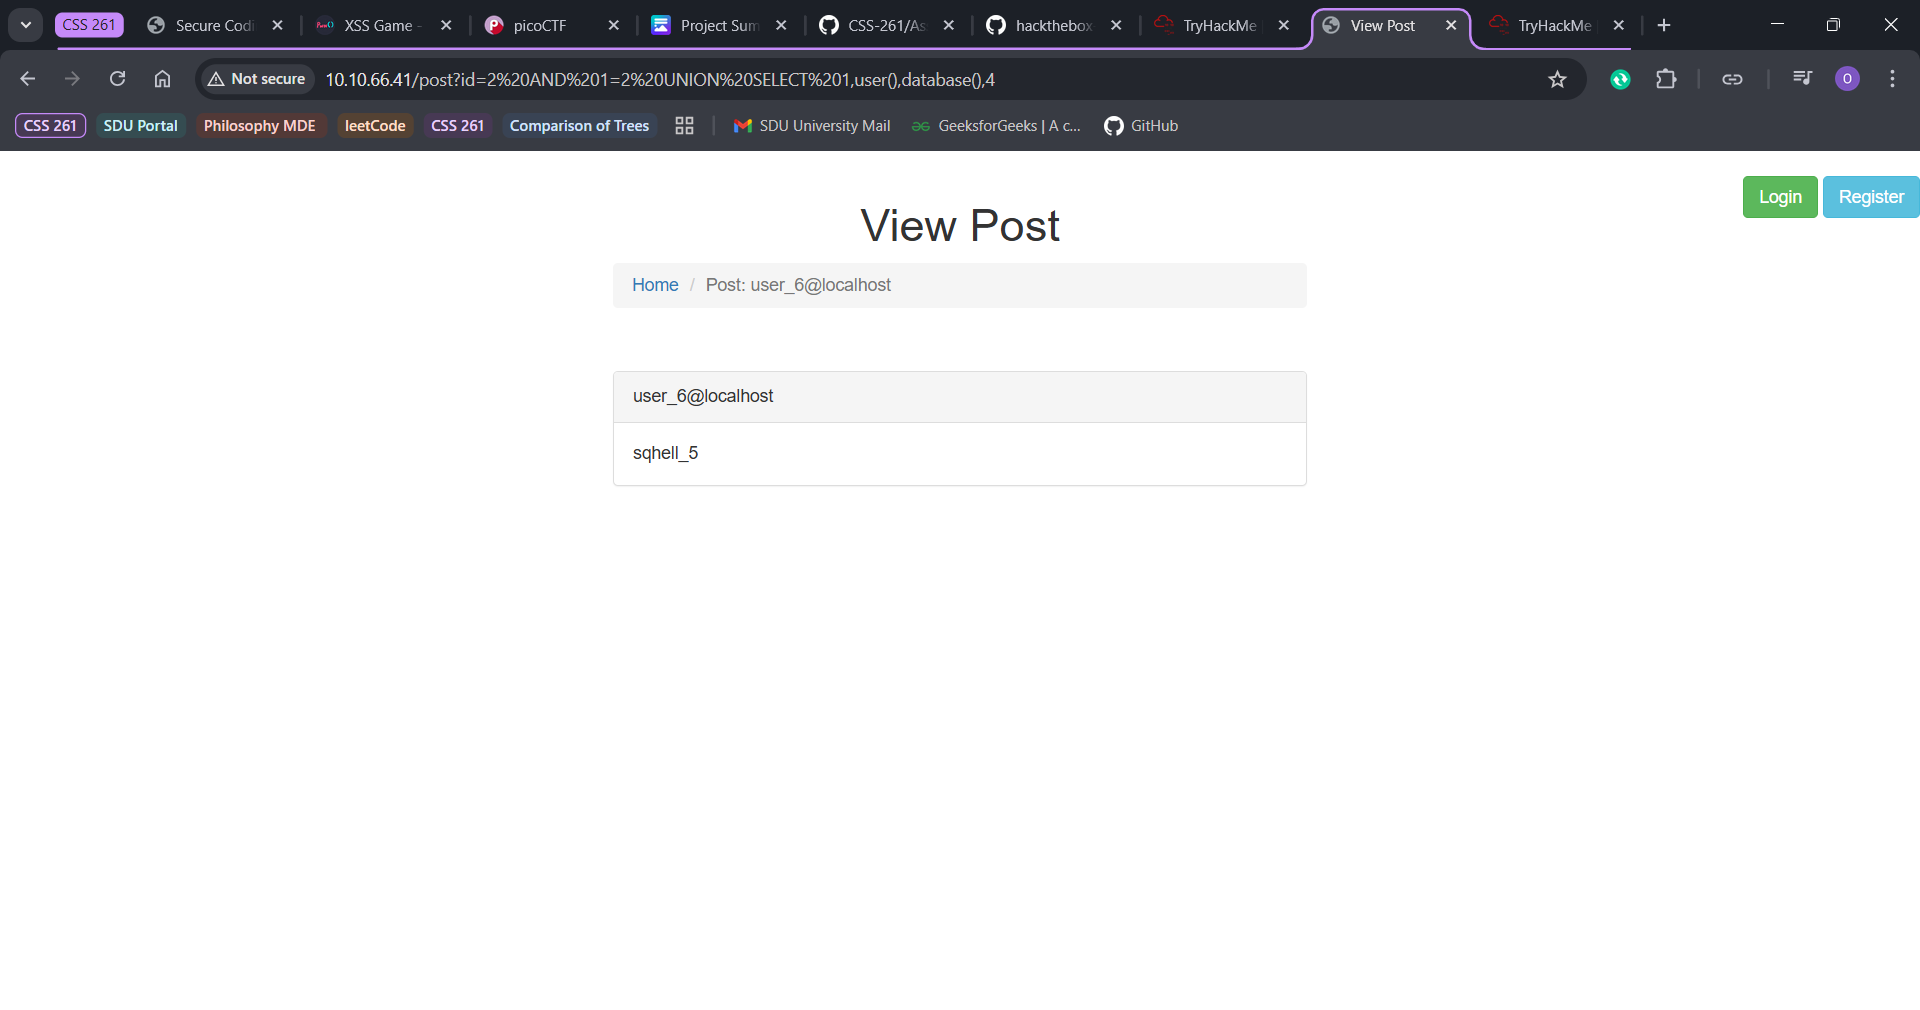 CSS 261 Secure Codi XSS Game - picoCTF Project Sum CSS-261/As hackthebox TryHackMe View Post TryHackMe
Not secure 10.10.66.41/post?id=2%20AND%201=2%20UNION%20SELECT%201,user(),database(),4 O
CSS 261 SDU Portal Philosophy MDE leetCode CSS 261 Comparison of Trees SDU University Mail GeeksforGeeks | A c... GitHub
Login Register
View Post
Home / Post: user_6@localhost
user_6@localhost
sqhell_5